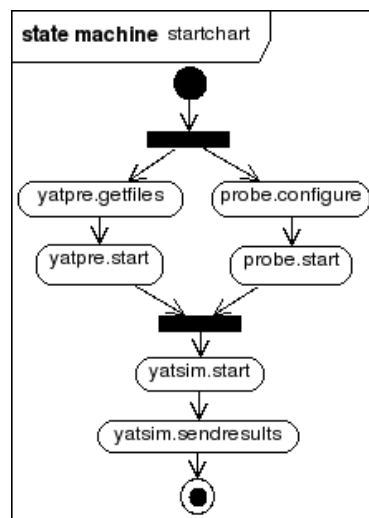 state machine startchart
yatpre.getfiles probe.configure
yatpre.start probe.start
yatsim.start
yatsim.sendresults